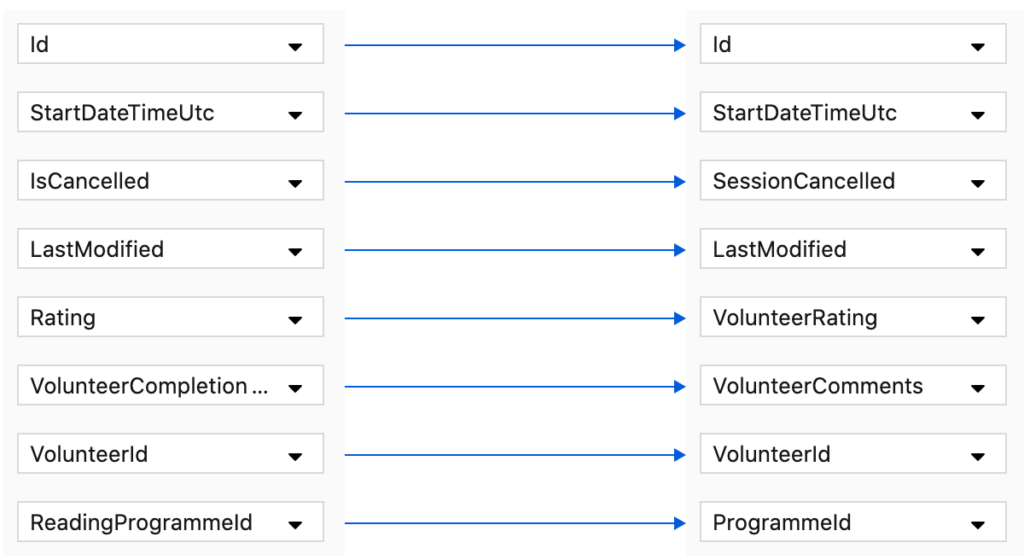 Id Id
StartDateTimeUtc StartDateTimeUtc
IsCancelled SessionCancelled
LastModified LastModified
Rating VolunteerRating
VolunteerCompletion ... VolunteerComments
VolunteerId VolunteerId
ReadingProgrammeId ProgrammeId